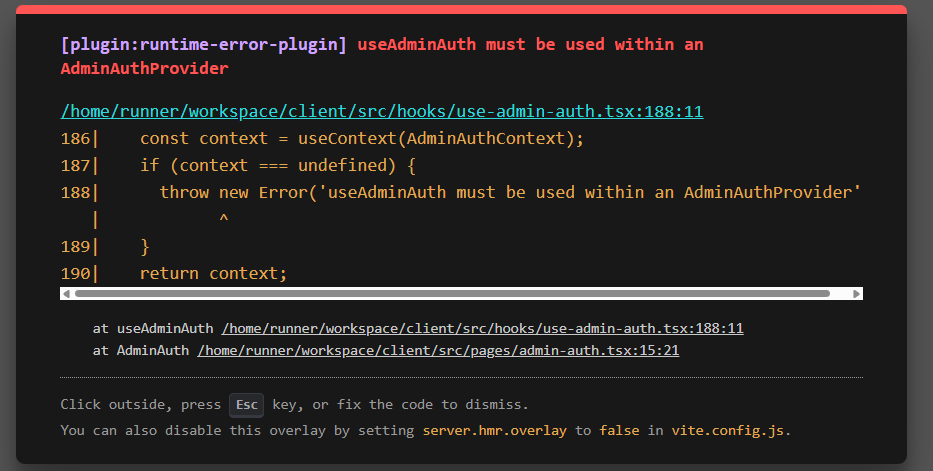 [plugin:runtime-error-plugin] useAdminAuth must be used within an
AdminAuthProvider
/home/runner/workspace/client/src/hooks/use-admin-auth.tsx:188:11
186|    const context = useContext(AdminAuthContext);
187|    if (context === undefined) {
188|      throw new Error('useAdminAuth must be used within an AdminAuthProvider'
   |            ^
189|    }
190|    return context;
at useAdminAuth /home/runner/workspace/client/src/hooks/use-admin-auth.tsx:188:11
at AdminAuth /home/runner/workspace/client/src/pages/admin-auth.tsx:15:21
Click outside, press Esc key, or fix the code to dismiss.
You can also disable this overlay by setting server.hmr.overlay to false in vite.config.js.